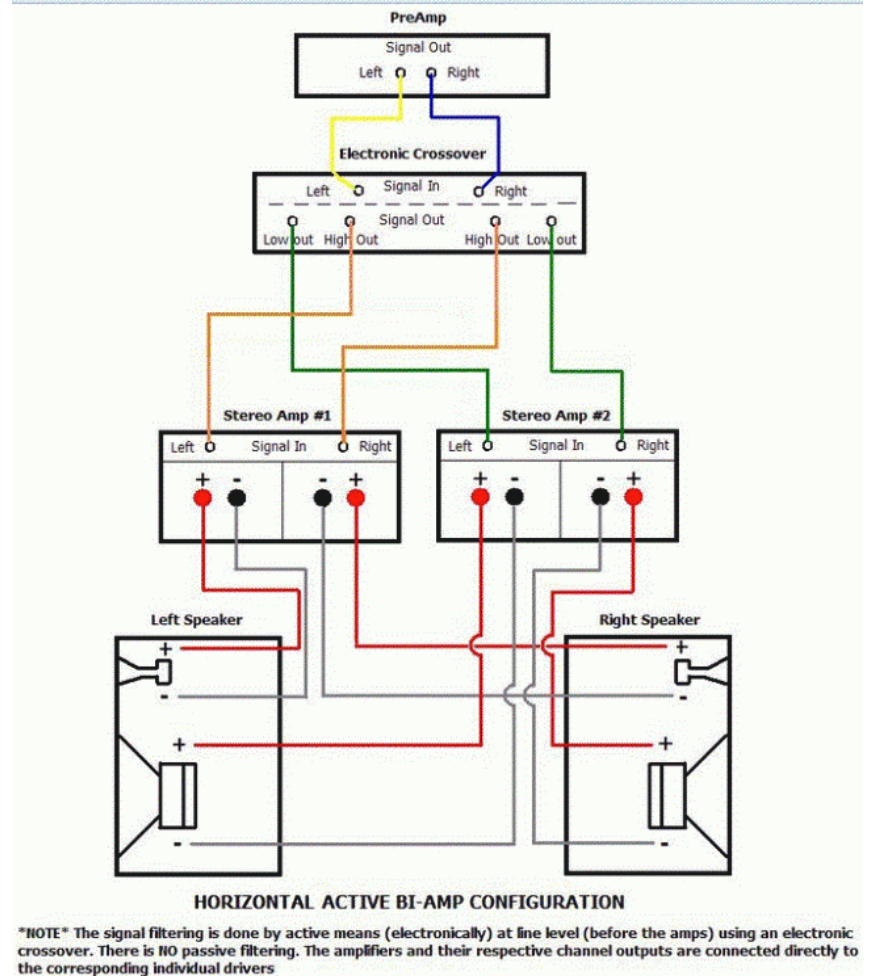 PreAmp
Signal Out
Left Right
Electronic Crossover
Left Signal In Right
Signal Out
Low out High Out High Out Low out
Stereo Amp #1 Stereo Amp #2
Left Signal In Right Left Signal In Right
+ - - + + - - +
Left Speaker Right Speaker
+ +
- -
+ +
- -
HORIZONTAL ACTIVE BI-AMP CONFIGURATION
*NOTE* The signal filtering is done by active means (electronically) at line level (before the amps) using an electronic
crossover. There is NO passive filtering. The amplifiers and their respective channel outputs are connected directly to
the corresponding individual drivers